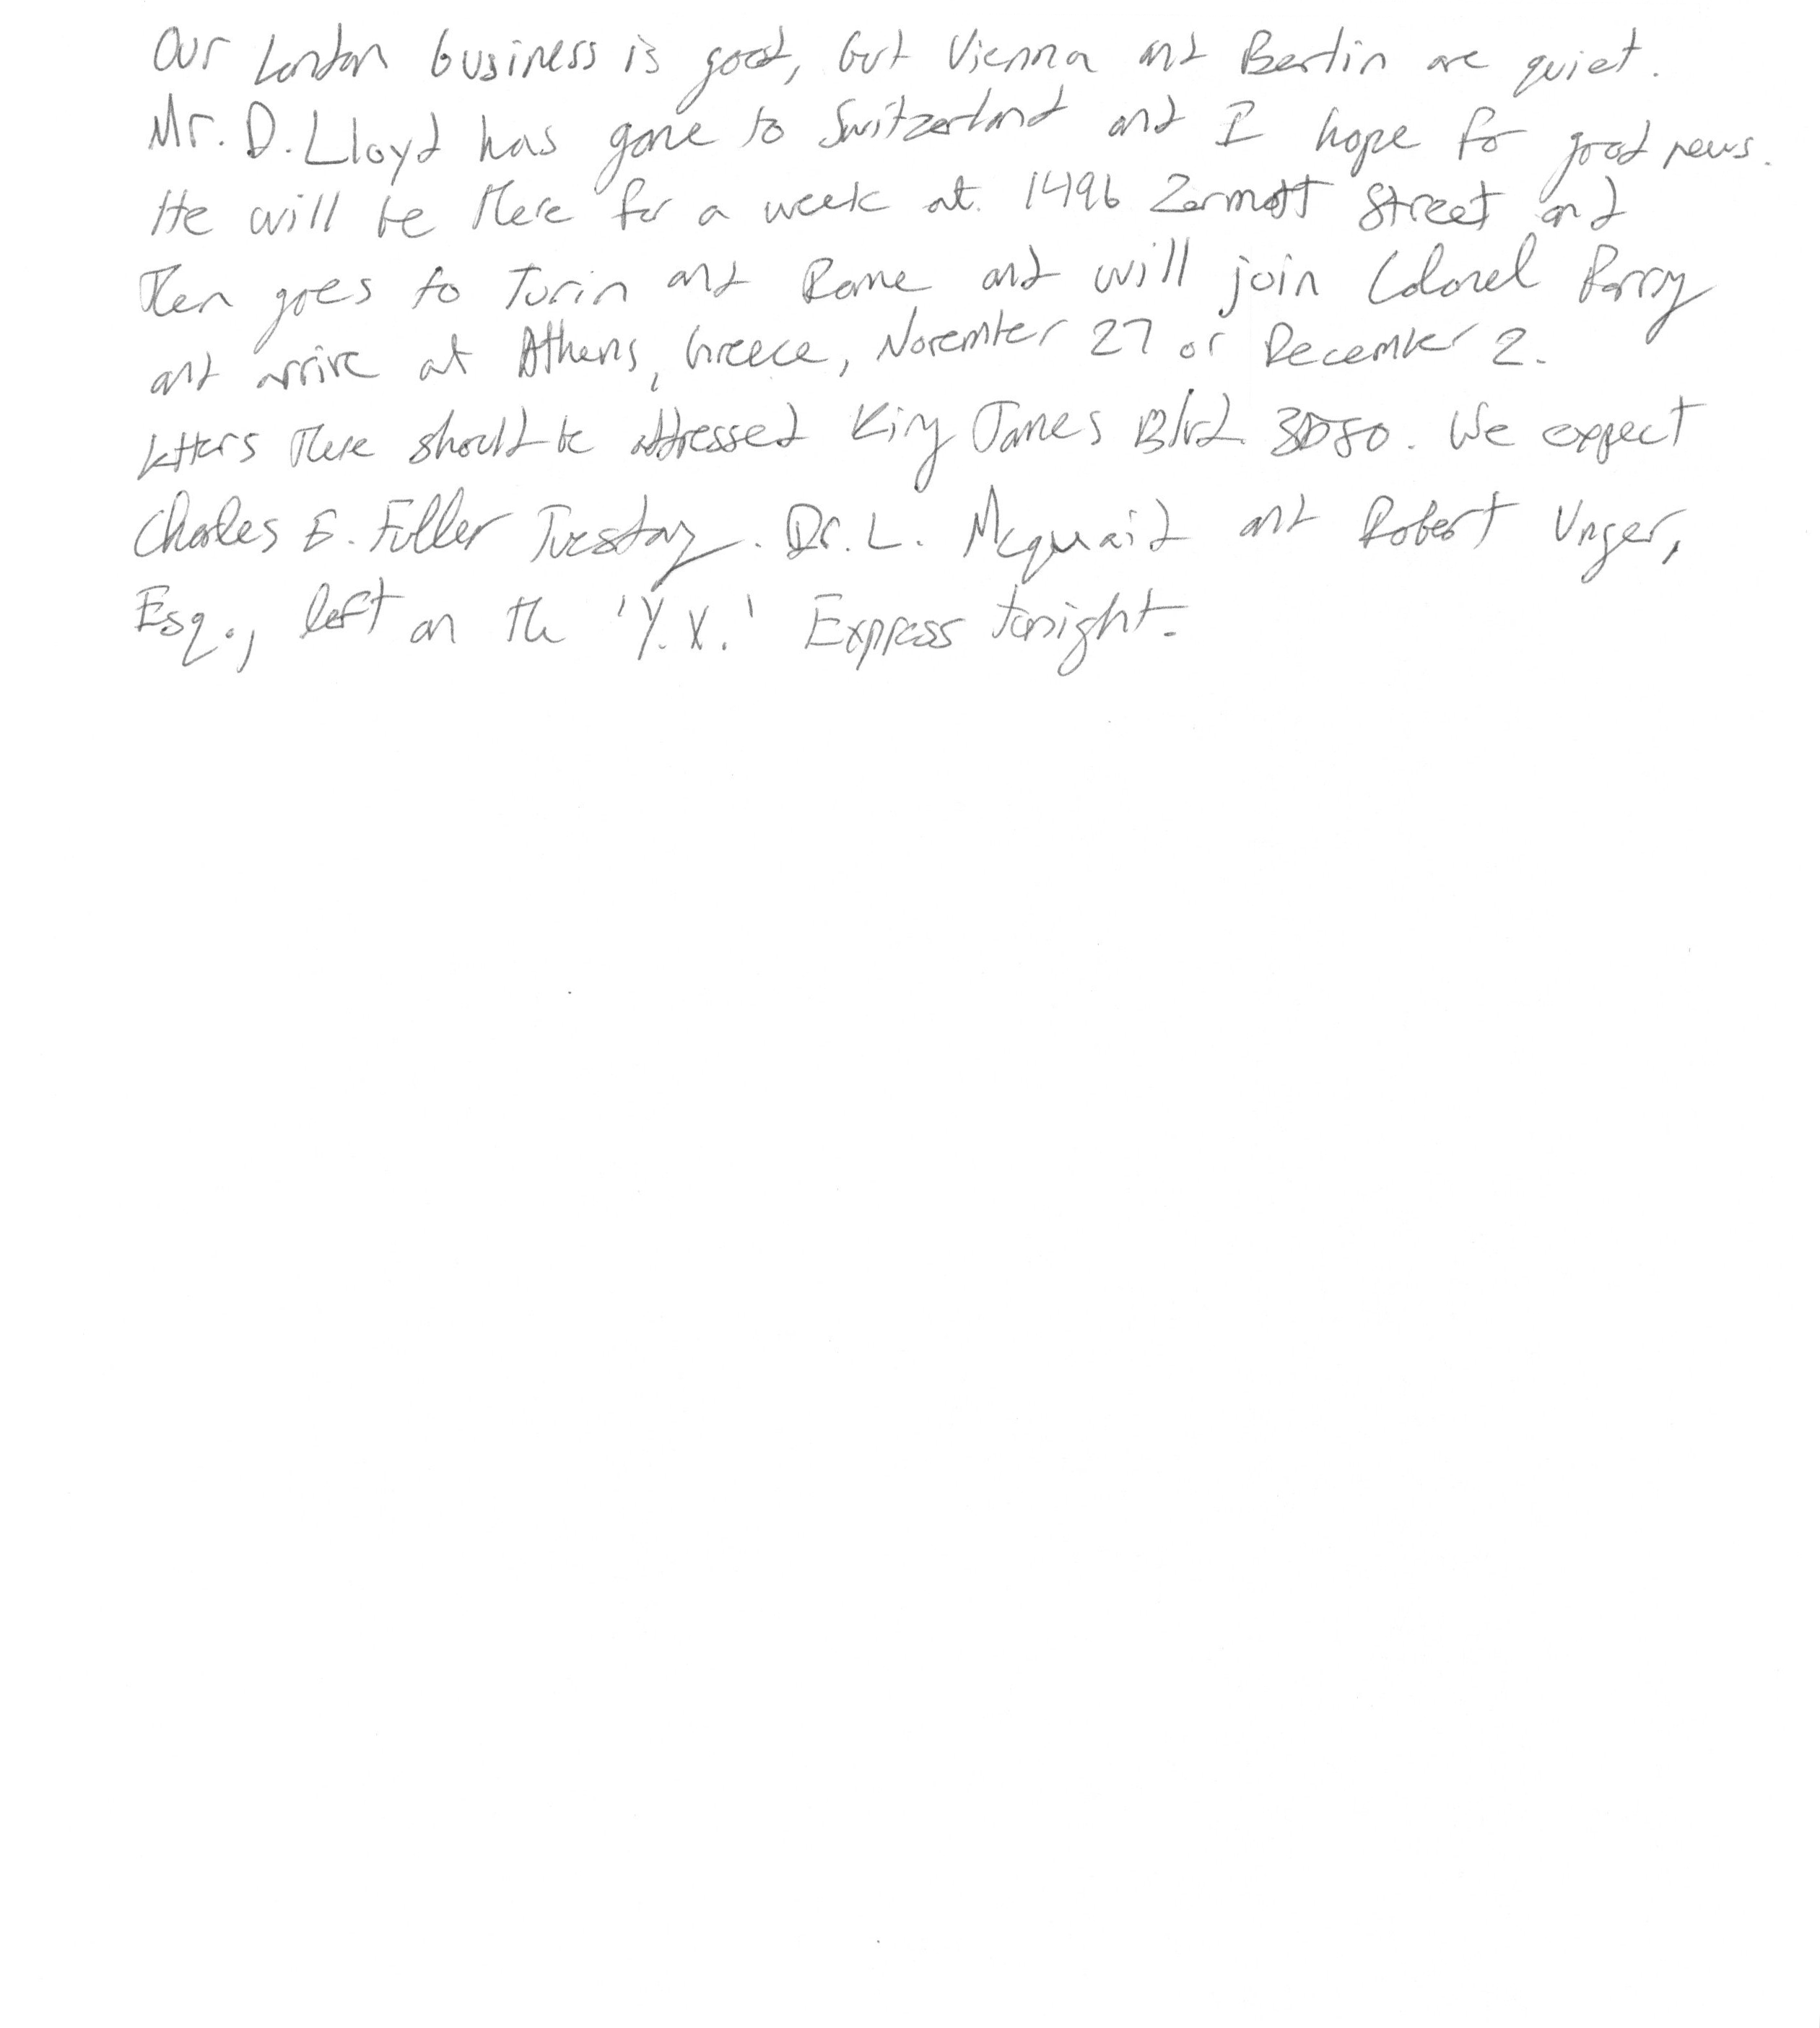 Our London business is good, but Vienna and Berlin are quiet.
Mr. D. Lloyd has gone to Switzerland and I hope for good news.
He will be there for a week at. 1496 Zermott Street and
then goes to Turin and Rome and will join Colonel Parry
and arrive at Athens, Greece, November 27 or December 2.
Letters there should be addressed King James Blvd. 3080. We expect
Charles E. Fuller Tuesday. Dr. L. Mcquaid and Robert Unger,
Esq., left on the 'Y.X.' Express tonight.